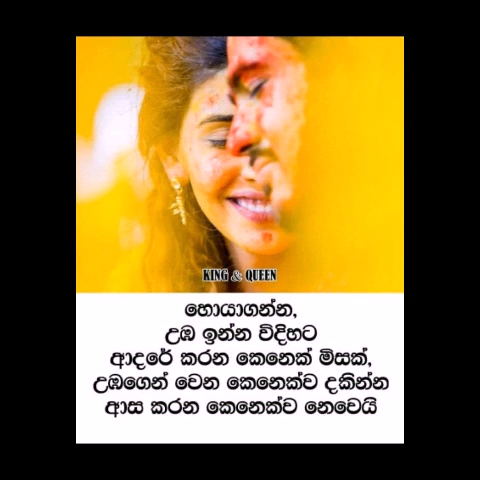 KING & QUEEN
හොයාගන්න,
උඹ ඉන්න විදිහට
ආදරේ කරන කෙනෙක් මිසක්,
උඹගෙන් වෙන කෙනෙක්ව දකින්න
ආස කරන කෙනෙක්ව නෙවෙයි